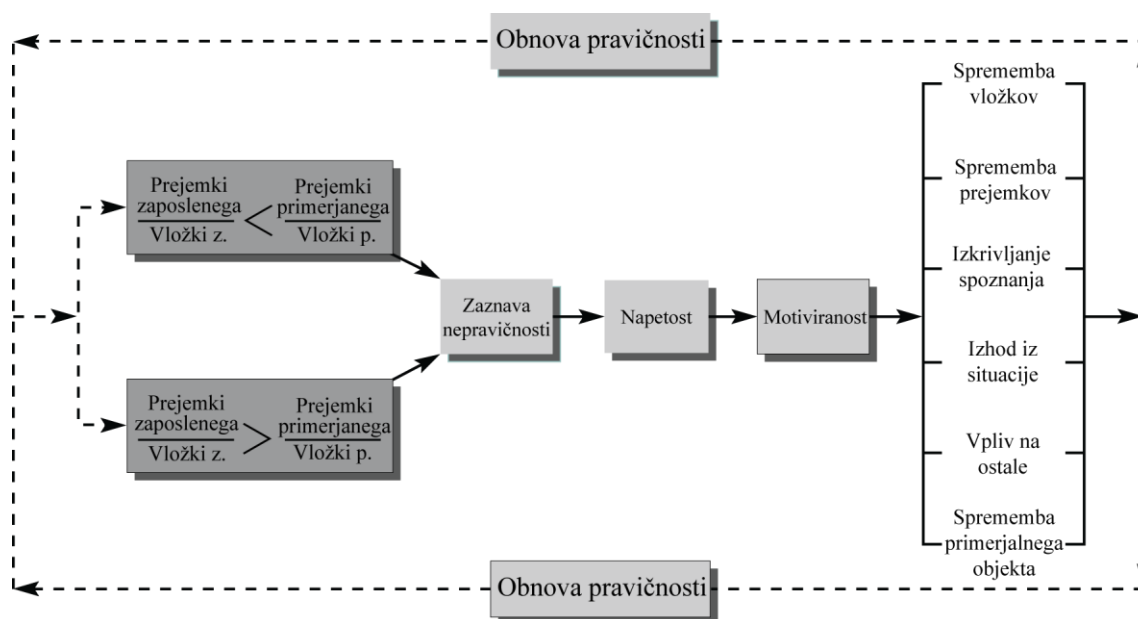 Obnova pravičnosti
Prejemki
zaposlenega
Vložki z.
<
Prejemki
primerjanega
Vložki p.
Prejemki
zaposlenega
Vložki z.
>
Prejemki
primerjanega
Vložki p.
Zaznava
nepravičnosti
Napetost
Motiviranost
Sprememba
vložkov
Sprememba
prejemkov
Izkrivljanje
spoznanja
Izhod iz
situacije
Vpliv na
ostale
Sprememba
primerjalnega
objekta
Obnova pravičnosti